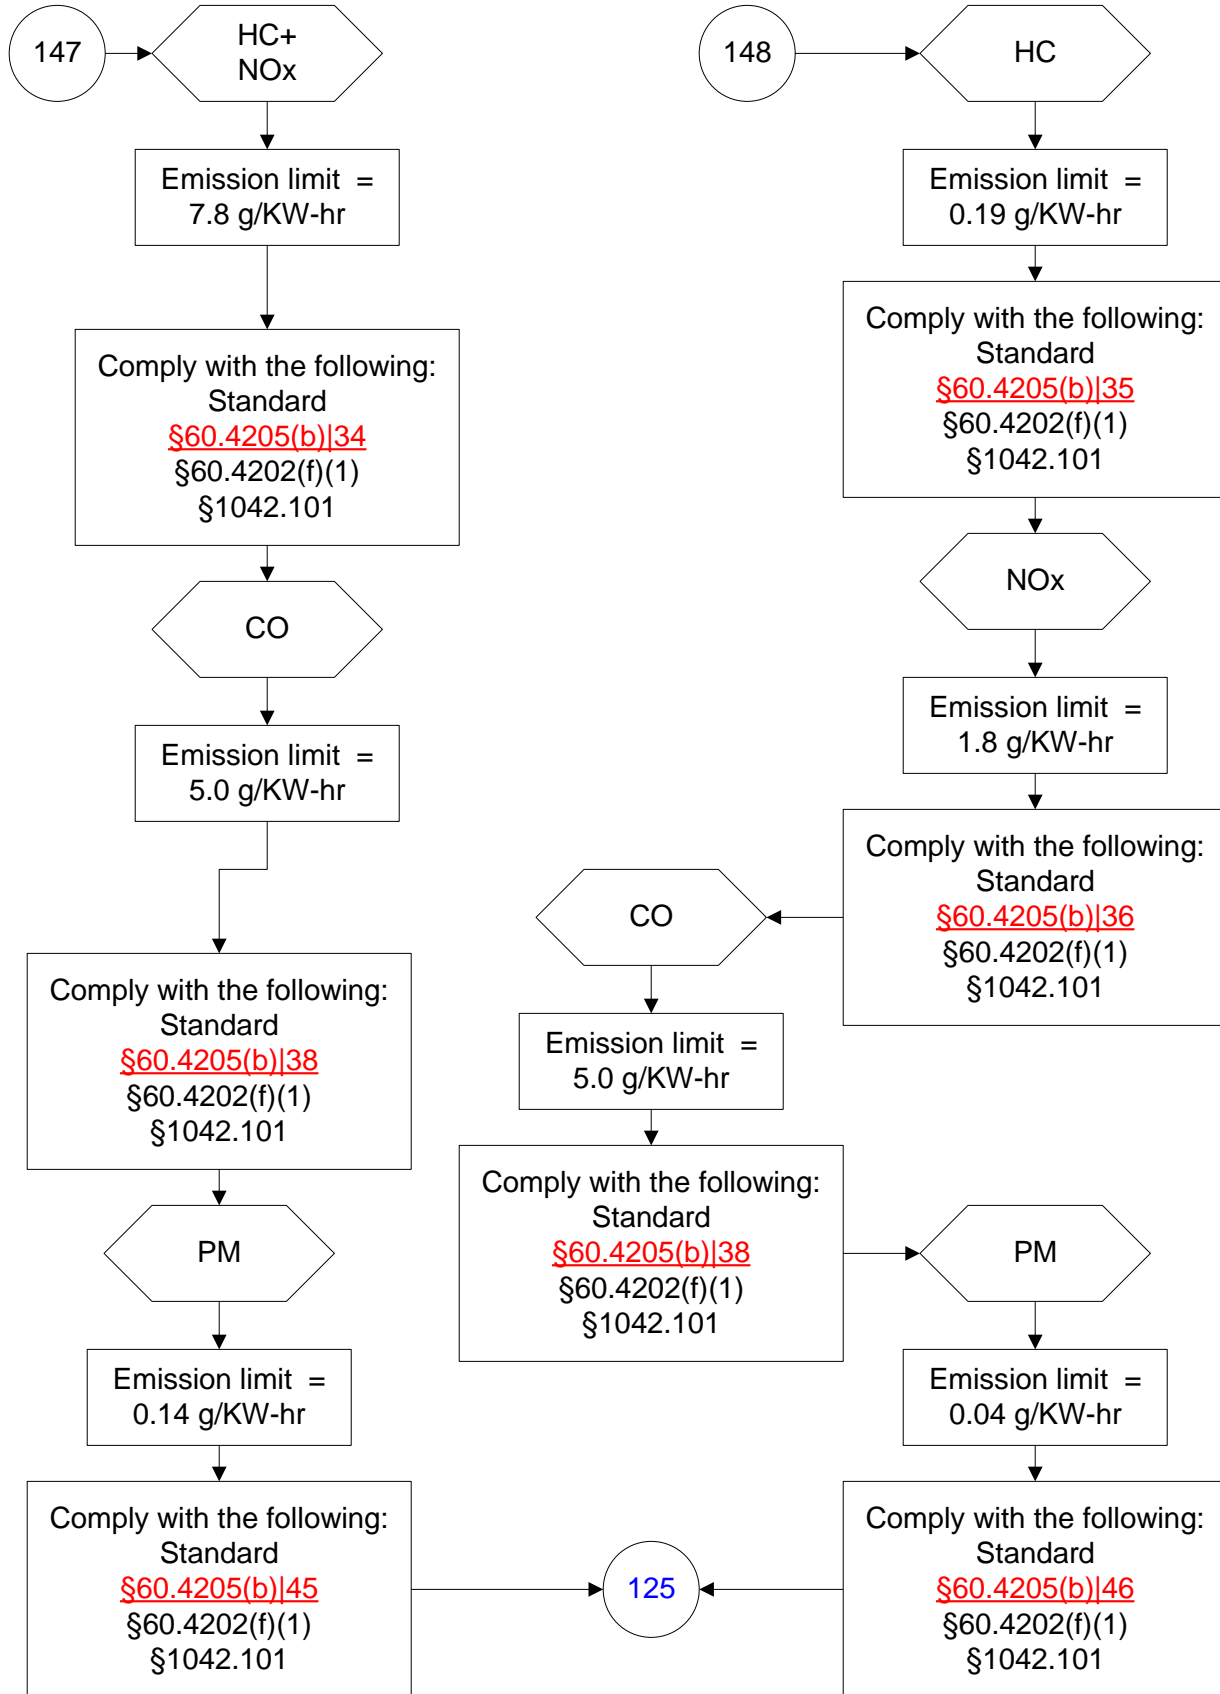 147
HC+
NOx
Emission limit  =
7.8 g/KW-hr
Comply with the following:
Standard
§60.4205(b)|34
§60.4202(f)(1)
§1042.101
CO
Emission limit  =
5.0 g/KW-hr
Comply with the following:
Standard
§60.4205(b)|38
§60.4202(f)(1)
§1042.101
PM
Emission limit  =
0.14 g/KW-hr
Comply with the following:
Standard
§60.4205(b)|45
§60.4202(f)(1)
§1042.101
148
HC
Emission limit  =
0.19 g/KW-hr
Comply with the following:
Standard
§60.4205(b)|35
§60.4202(f)(1)
§1042.101
NOx
Emission limit  =
1.8 g/KW-hr
Comply with the following:
Standard
§60.4205(b)|36
§60.4202(f)(1)
§1042.101
CO
Emission limit  =
5.0 g/KW-hr
Comply with the following:
Standard
§60.4205(b)|38
§60.4202(f)(1)
§1042.101
PM
Emission limit  =
0.04 g/KW-hr
Comply with the following:
Standard
§60.4205(b)|46
§60.4202(f)(1)
§1042.101
125